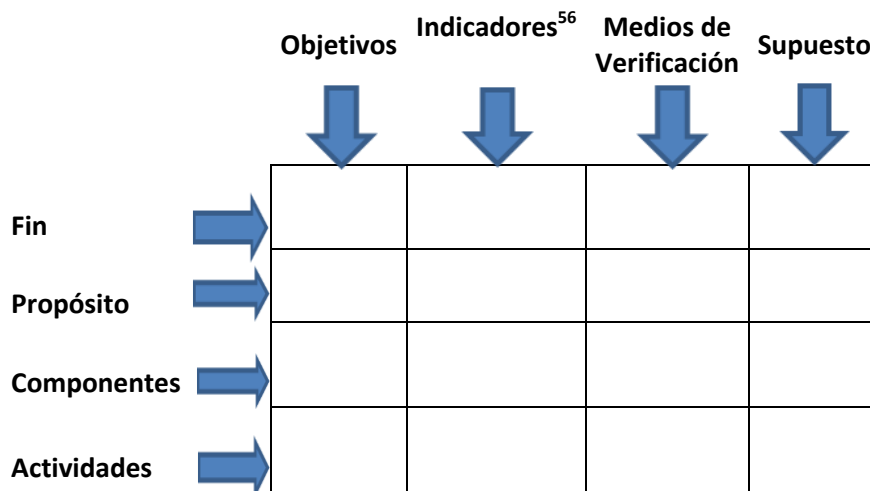 Objetivos
Indicadores⁵⁶
Medios de
Verificación
Supuesto
Fin
Propósito
Componentes
Actividades